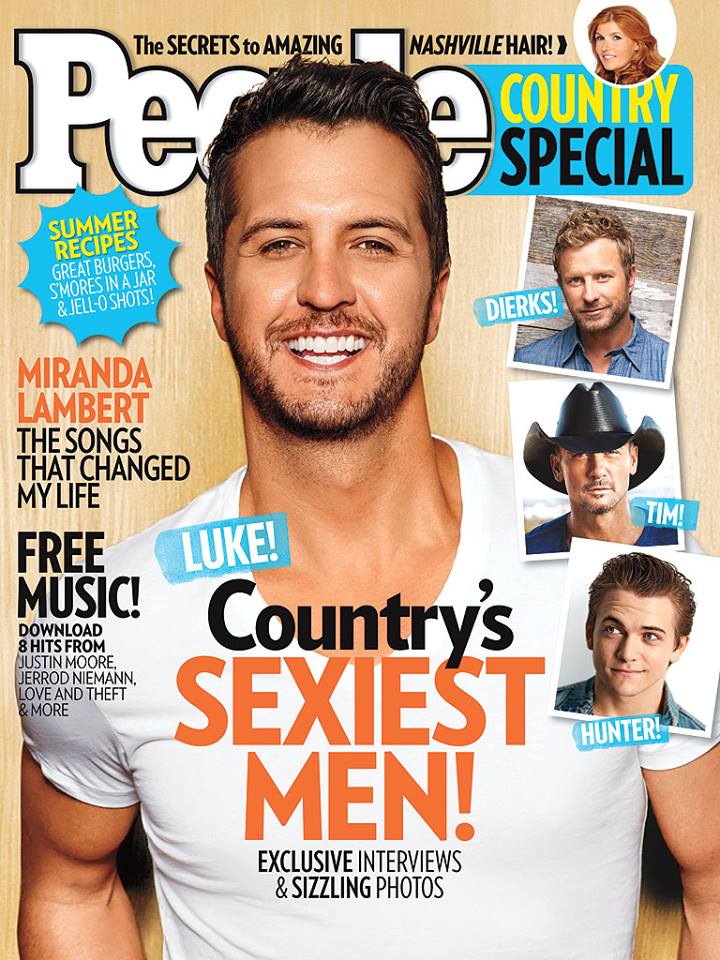 The SECRETS to AMAZING NASHVILLE HAIR!
People
COUNTRY
SPECIAL
SUMMER
RECIPES
GREAT BURGERS,
S'MORES IN A JAR
& JELL-O SHOTS!
DIERKS!
MIRANDA
LAMBERT
THE SONGS
THAT CHANGED
MY LIFE
TIM!
LUKE!
FREE
MUSIC!
DOWNLOAD
8 HITS FROM
JUSTIN MOORE,
JERROD NIEMANN,
LOVE AND THEFT
& MORE
HUNTER!
Country's
SEXIEST
MEN!
EXCLUSIVE INTERVIEWS
& SIZZLING PHOTOS